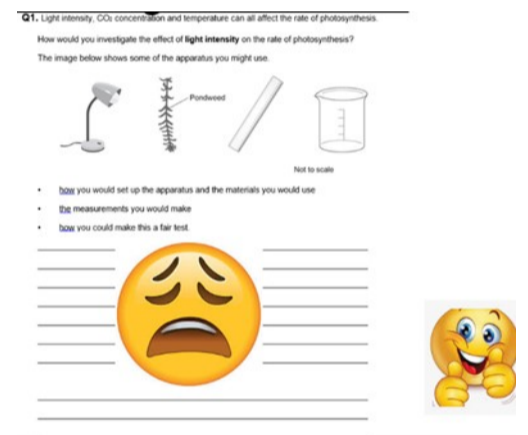 Q1. Light intensity, CO₂ concentration and temperature can all affect the rate of photosynthesis.
How would you investigate the effect of light intensity on the rate of photosynthesis?
The image below shows some of the apparatus you might use.
Pondweed
Not to scale
• how you would set up the apparatus and the materials you would use
• the measurements you would make
• how you could make this a fair test.